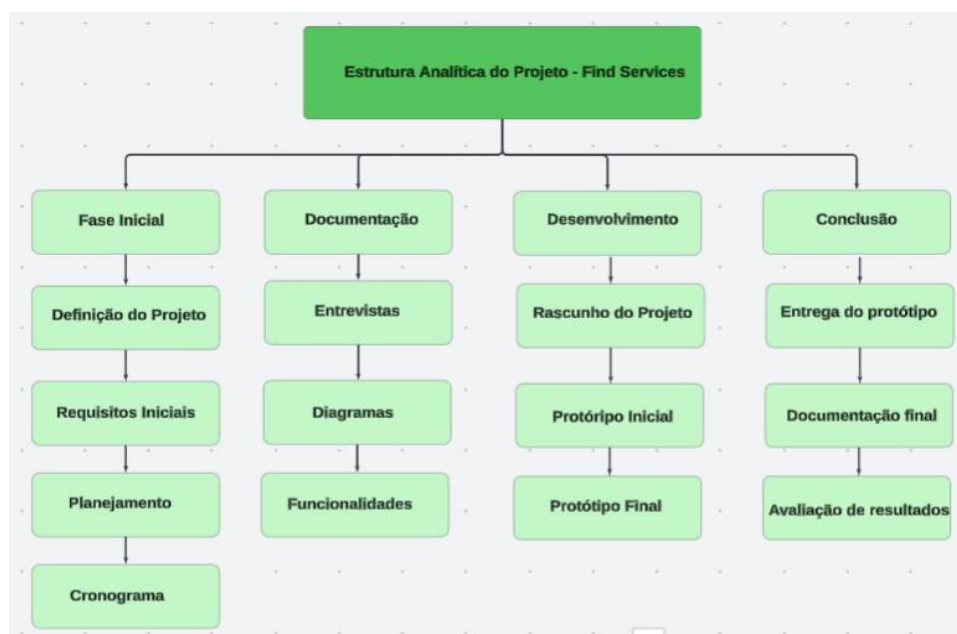 Estrutura Analítica do Projeto - Find Services
Fase Inicial
Definição do Projeto
Requisitos Iniciais
Planejamento
Cronograma
Documentação
Entrevistas
Diagramas
Funcionalidades
Desenvolvimento
Rascunho do Projeto
Protóripo Inicial
Protótipo Final
Conclusão
Entrega do protótipo
Documentação final
Avaliação de resultados